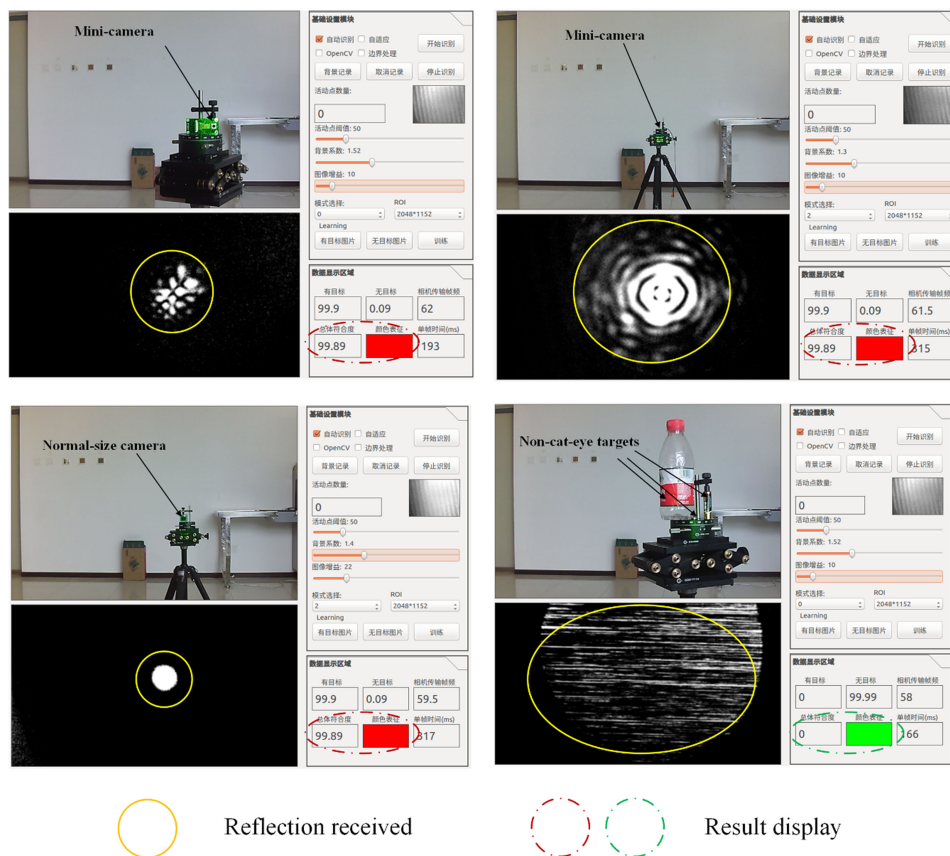 Mini-camera
基础设置模块
自动识别 自适应 开始识别
OpenCV 边界处理
背景记录 取消记录 停止识别
活动点数量:
0
活动点阈值: 50
背景系数: 1.52
图像增益: 10
模式选择: ROI
0 2048*1152
Learning
有目标图片 无目标图片 训练
数据显示区域
有目标 无目标 相机传输帧频
99.9 0.09 62
总体符合度 颜色表征 单帧时间(ms)
99.89 193
Mini-camera
基础设置模块
自动识别 自适应 开始识别
OpenCV 边界处理
背景记录 取消记录 停止识别
活动点数量:
0
活动点阈值: 50
背景系数: 1.3
图像增益: 10
模式选择: ROI
2 2048*1152
Learning
有目标图片 无目标图片 训练
数据显示区域
有目标 无目标 相机传输帧频
99.9 0.09 61.5
总体符合度 颜色表征 单帧时间(ms)
99.89 315
Normal-size camera
基础设置模块
自动识别 自适应 开始识别
OpenCV 边界处理
背景记录 取消记录 停止识别
活动点数量:
0
活动点阈值: 50
背景系数: 1.4
图像增益: 22
模式选择: ROI
2 2048*1152
Learning
有目标图片 无目标图片 训练
数据显示区域
有目标 无目标 相机传输帧频
99.9 0.09 59.5
总体符合度 颜色表征 单帧时间(ms)
99.89 317
Non-cat-eye targets
基础设置模块
自动识别 自适应 开始识别
OpenCV 边界处理
背景记录 取消记录 停止识别
活动点数量:
0
活动点阈值: 50
背景系数: 1.52
图像增益: 10
模式选择: ROI
0 2048*1152
Learning
有目标图片 无目标图片 训练
数据显示区域
有目标 无目标 相机传输帧频
0 99.99 58
总体符合度 颜色表征 单帧时间(ms)
0 166
Reflection received
Result display